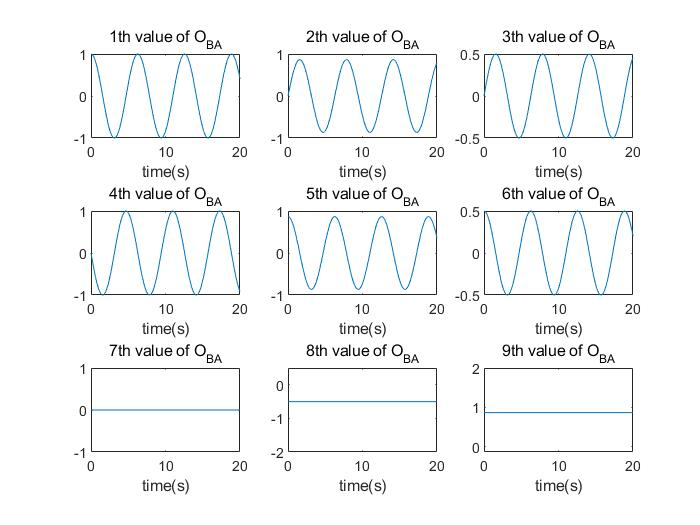 1th value of O_BA 2th value of O_BA 3th value of O_BA
1 1 0.5
0 0 0
-1 -1 -0.5
0 10 20 0 10 20 0 10 20
time(s) time(s) time(s)
4th value of O_BA 5th value of O_BA 6th value of O_BA
1 1 0.5
0 0 0
-1 -1 -0.5
0 10 20 0 10 20 0 10 20
time(s) time(s) time(s)
7th value of O_BA 8th value of O_BA 9th value of O_BA
1 2
0
0 -1 1
-1 -2 0
0 10 20 0 10 20 0 10 20
time(s) time(s) time(s)